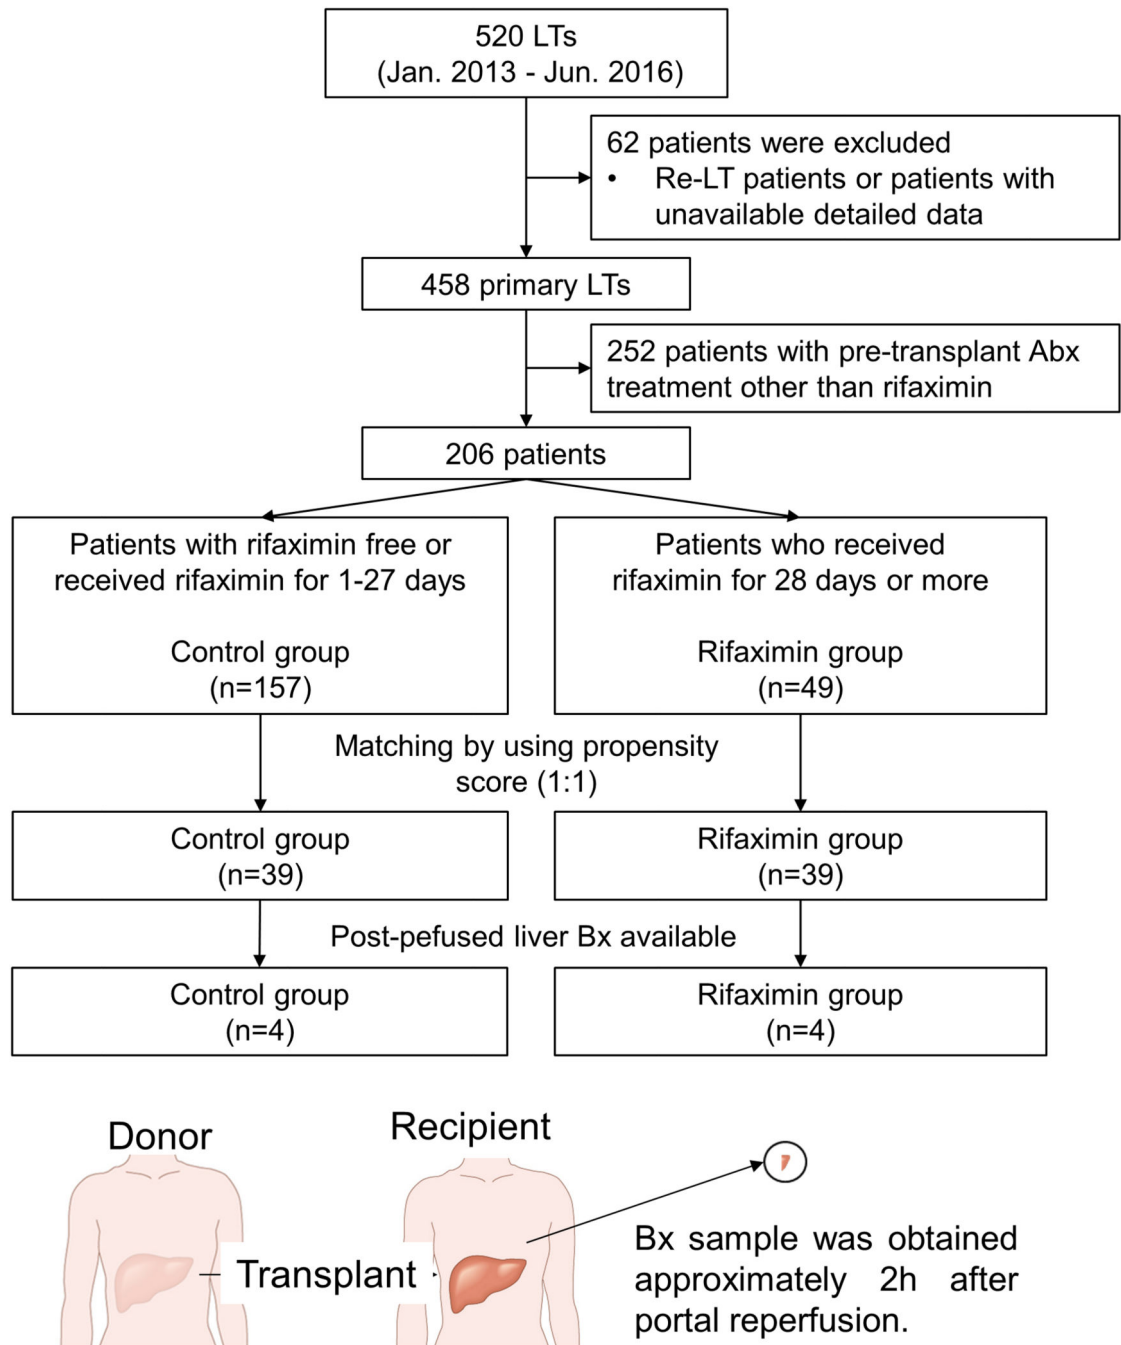 520 LTs
(Jan. 2013 - Jun. 2016)
62 patients were excluded
• Re-LT patients or patients with
unavailable detailed data
458 primary LTs
252 patients with pre-transplant Abx
treatment other than rifaximin
206 patients
Patients with rifaximin free or
received rifaximin for 1-27 days
Control group
(n=157)
Patients who received
rifaximin for 28 days or more
Rifaximin group
(n=49)
Matching by using propensity
score (1:1)
Control group
(n=39)
Rifaximin group
(n=39)
Post-pefused liver Bx available
Control group
(n=4)
Rifaximin group
(n=4)
Donor
Recipient
Transplant
Bx sample was obtained
approximately 2h after
portal reperfusion.